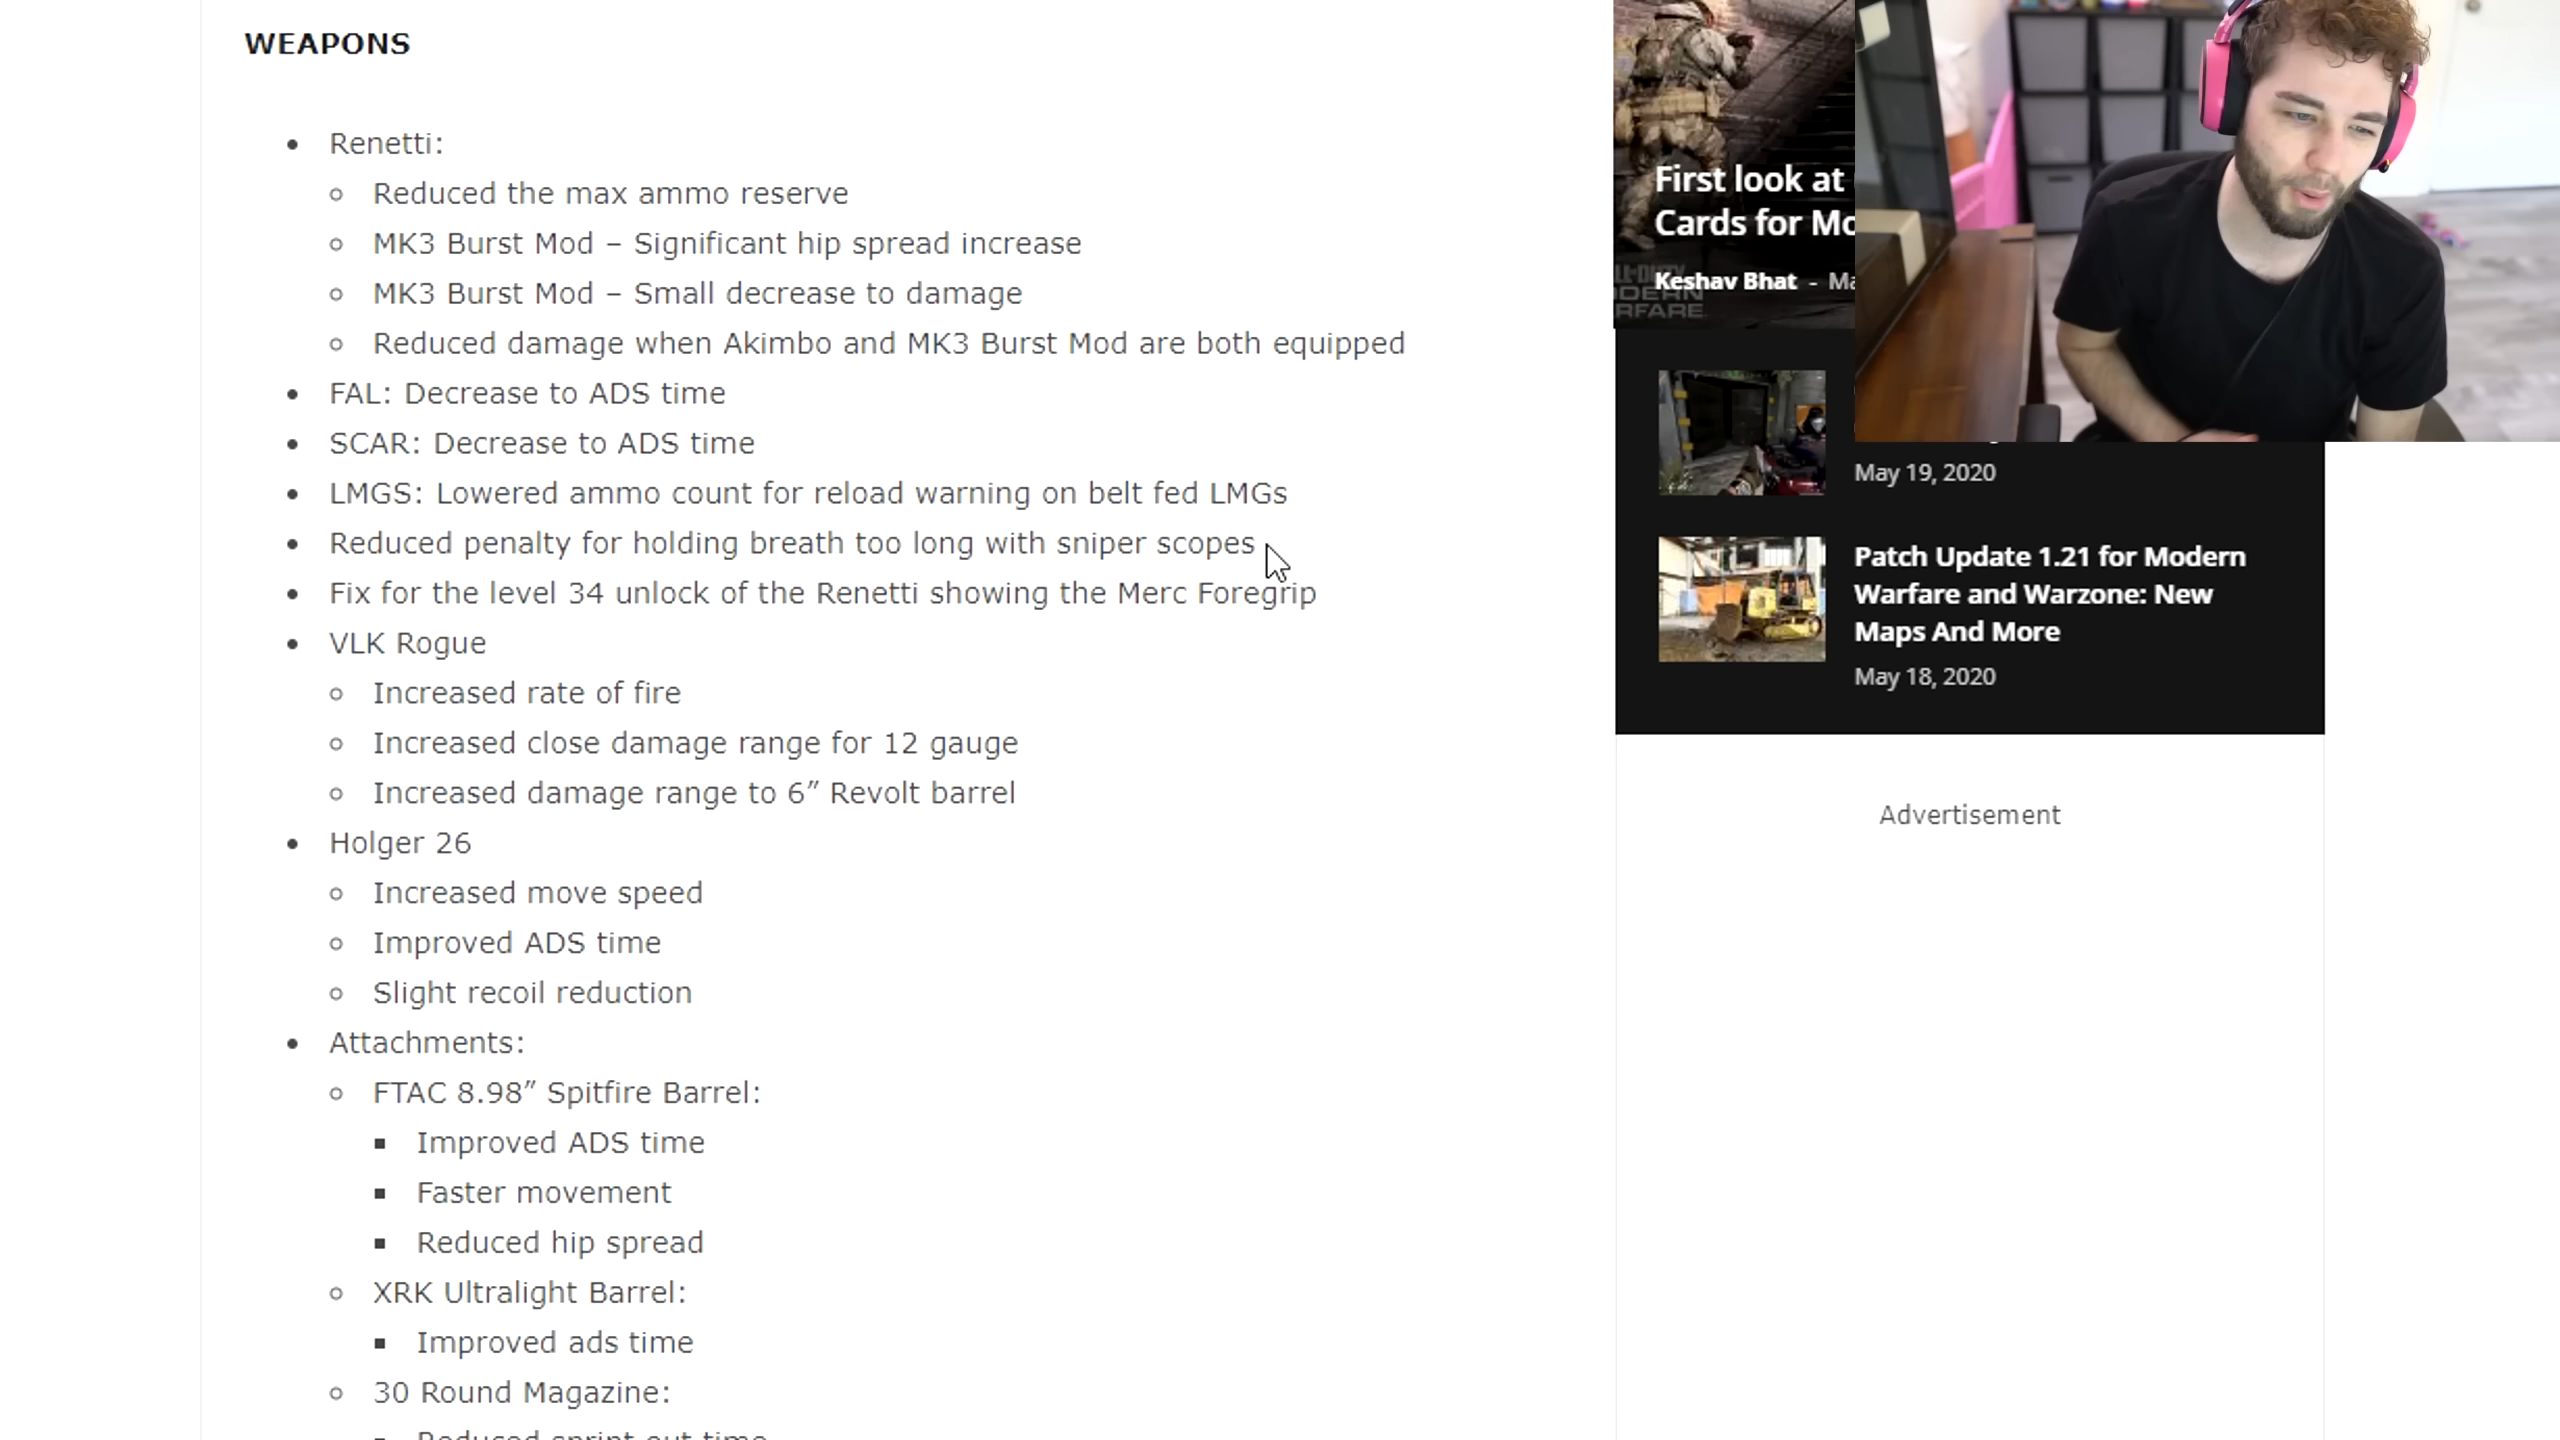 WEAPONS
Renetti:
Reduced the max ammo reserve
MK3 Burst Mod – Significant hip spread increase
MK3 Burst Mod – Small decrease to damage
Reduced damage when Akimbo and MK3 Burst Mod are both equipped
FAL: Decrease to ADS time
SCAR: Decrease to ADS time
LMGS: Lowered ammo count for reload warning on belt fed LMGs
Reduced penalty for holding breath too long with sniper scopes
Fix for the level 34 unlock of the Renetti showing the Merc Foregrip
VLK Rogue
Increased rate of fire
Increased close damage range for 12 gauge
Increased damage range to 6” Revolt barrel
Holger 26
Increased move speed
Improved ADS time
Slight recoil reduction
Attachments:
FTAC 8.98” Spitfire Barrel:
Improved ADS time
Faster movement
Reduced hip spread
XRK Ultralight Barrel:
Improved ads time
30 Round Magazine:
Reduced sprint out time
First look at
Cards for Mo
Keshav Bhat - Ma
May 19, 2020
Patch Update 1.21 for Modern
Warfare and Warzone: New
Maps And More
May 18, 2020
Advertisement